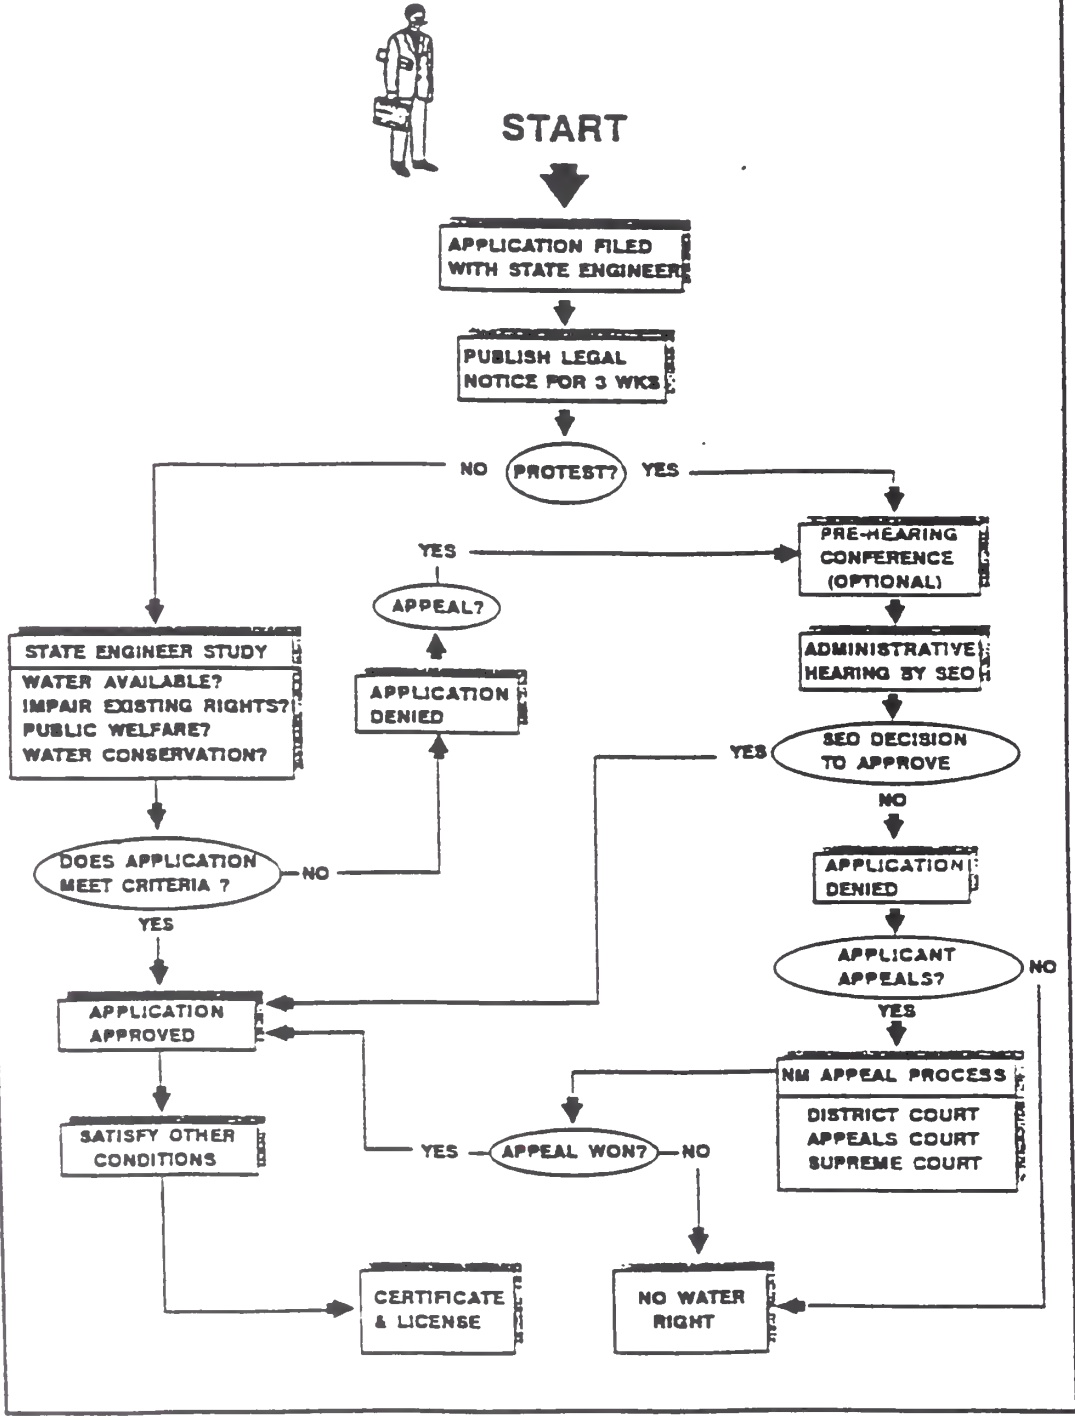 START
APPLICATION FILED
WITH STATE ENGINEER
PUBLISH LEGAL
NOTICE FOR 3 WKS
NO
PROTEST?
YES
PRE-HEARING
CONFERENCE
(OPTIONAL)
YES
APPEAL?
ADMINISTRATIVE
HEARING BY SEO
STATE ENGINEER STUDY
WATER AVAILABLE?
IMPAIR EXISTING RIGHTS?
PUBLIC WELFARE?
WATER CONSERVATION?
APPLICATION
DENIED
YES
SEO DECISION
TO APPROVE
NO
DOES APPLICATION
MEET CRITERIA ?
NO
YES
APPLICATION
DENIED
APPLICANT
APPEALS?
NO
YES
APPLICATION
APPROVED
NM APPEAL PROCESS
DISTRICT COURT
APPEALS COURT
SUPREME COURT
SATISFY OTHER
CONDITIONS
YES
APPEAL WON?
NO
CERTIFICATE
& LICENSE
NO WATER
RIGHT